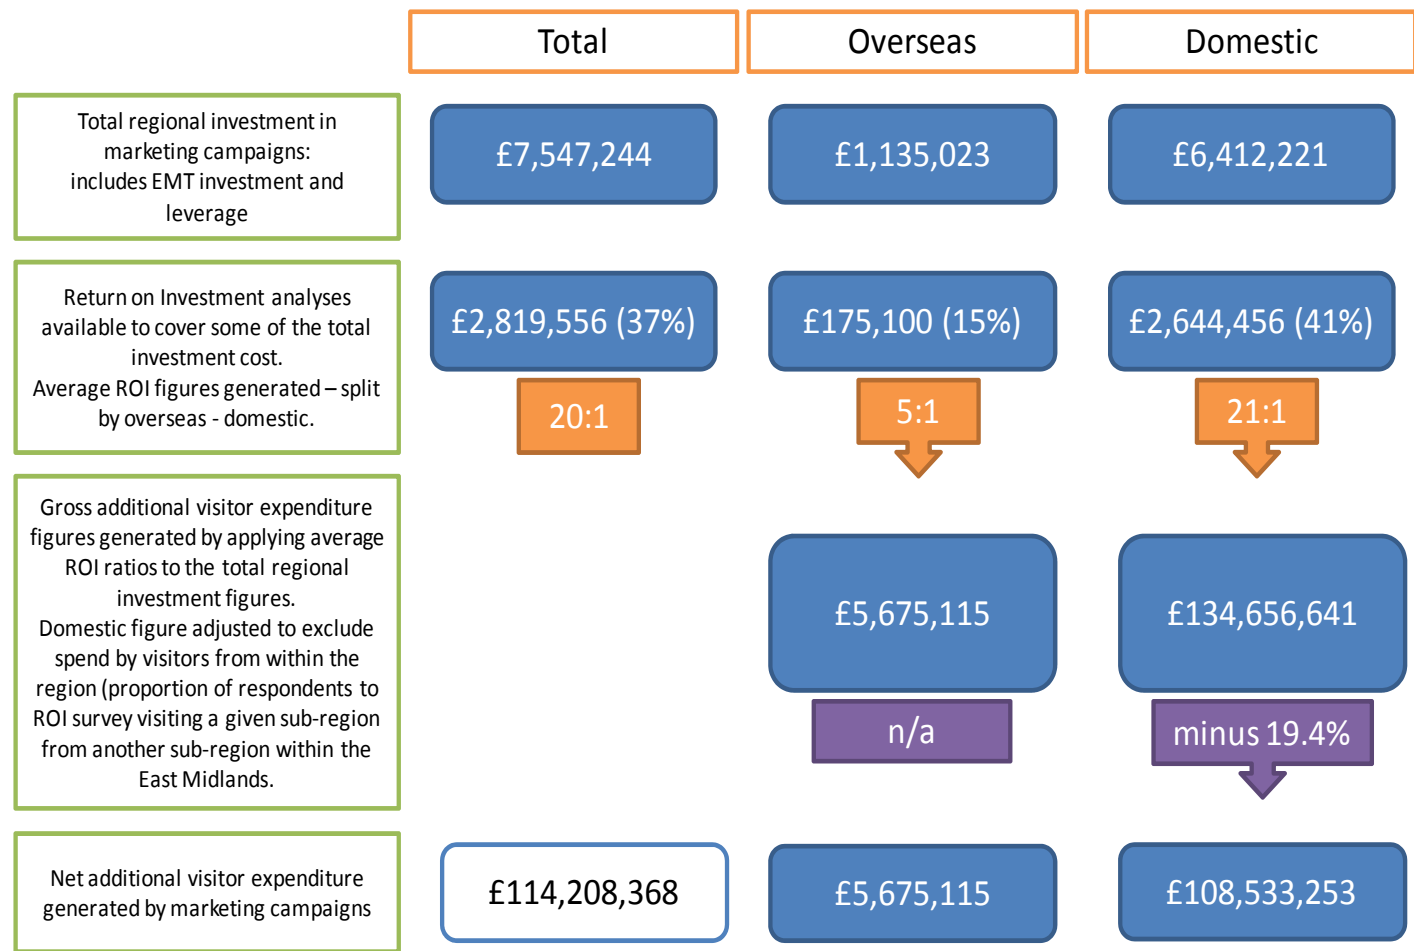 Total
Overseas
Domestic
Total regional investment in
marketing campaigns:
includes EMT investment and
leverage
£7,547,244
£1,135,023
£6,412,221
Return on Investment analyses
available to cover some of the total
investment cost.
Average ROI figures generated – split
by overseas - domestic.
£2,819,556 (37%)
£175,100 (15%)
£2,644,456 (41%)
20:1
5:1
21:1
Gross additional visitor expenditure
figures generated by applying average
ROI ratios to the total regional
investment figures.
Domestic figure adjusted to exclude
spend by visitors from within the
region (proportion of respondents to
ROI survey visiting a given sub-region
from another sub-region within the
East Midlands.
£5,675,115
£134,656,641
n/a
minus 19.4%
Net additional visitor expenditure
generated by marketing campaigns
£114,208,368
£5,675,115
£108,533,253